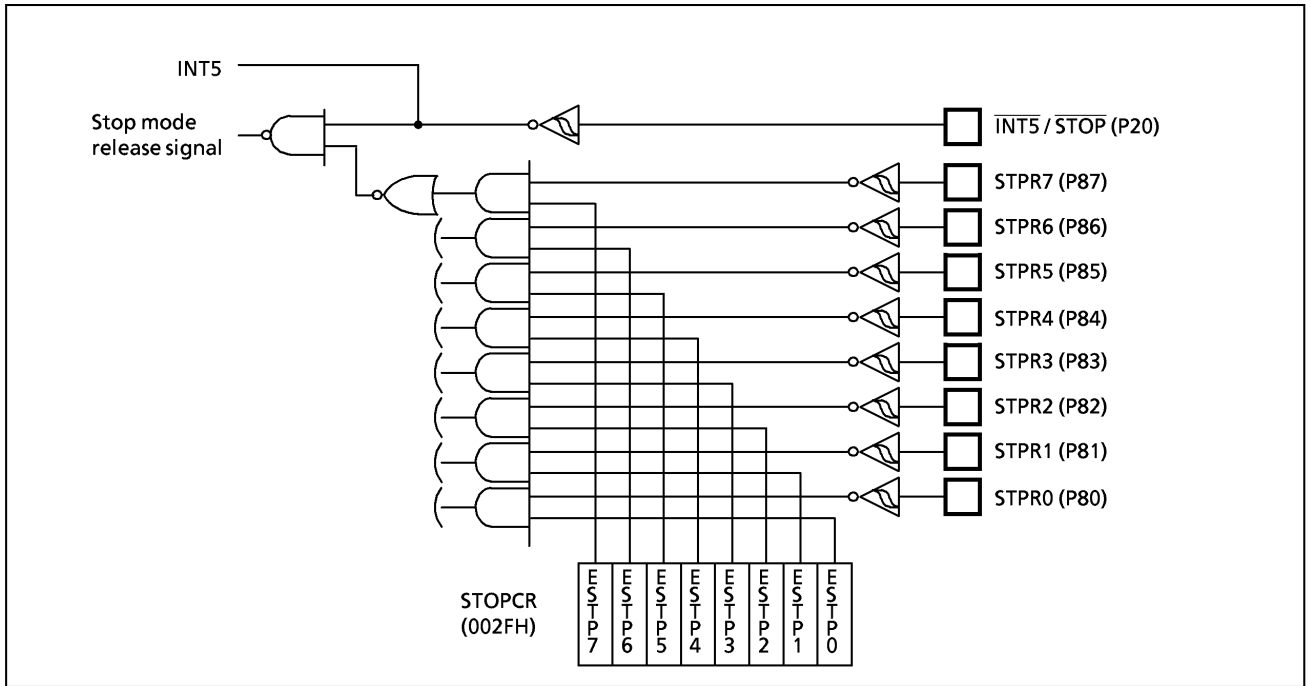 INT5
Stop mode
release signal
INT5 / STOP (P20)
STPR7 (P87)
STPR6 (P86)
STPR5 (P85)
STPR4 (P84)
STPR3 (P83)
STPR2 (P82)
STPR1 (P81)
STPR0 (P80)
STOPCR
(002FH)
ESTP7
ESTP6
ESTP5
ESTP4
ESTP3
ESTP2
ESTP1
ESTP0